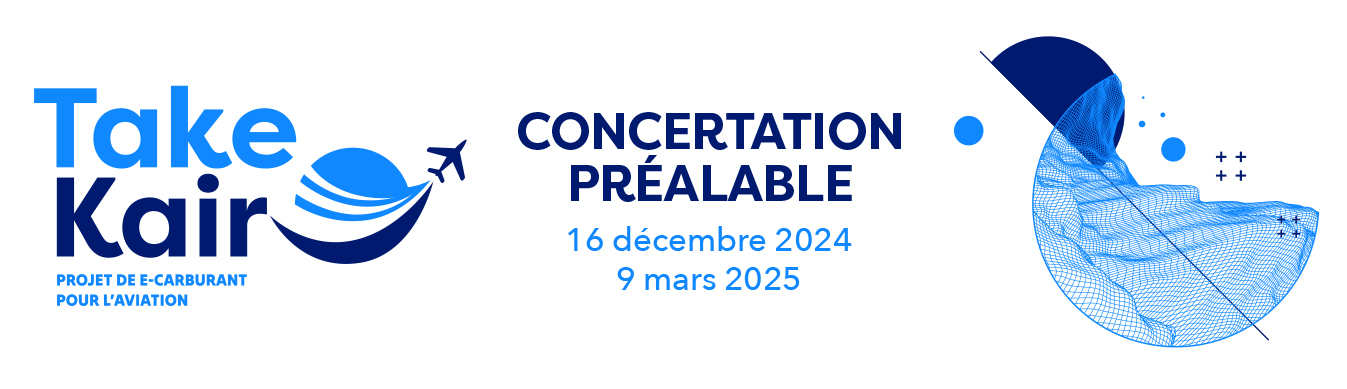 Take
Kair
PROJET DE E-CARBURANT
POUR L'AVIATION
CONCERTATION
PRÉALABLE
16 décembre 2024
9 mars 2025